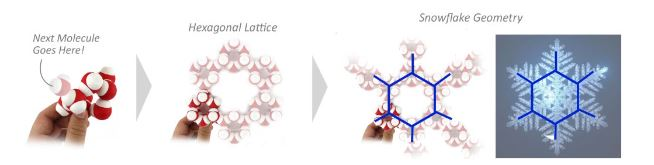 Next Molecule
Goes Here!
Hexagonal Lattice
Snowflake Geometry